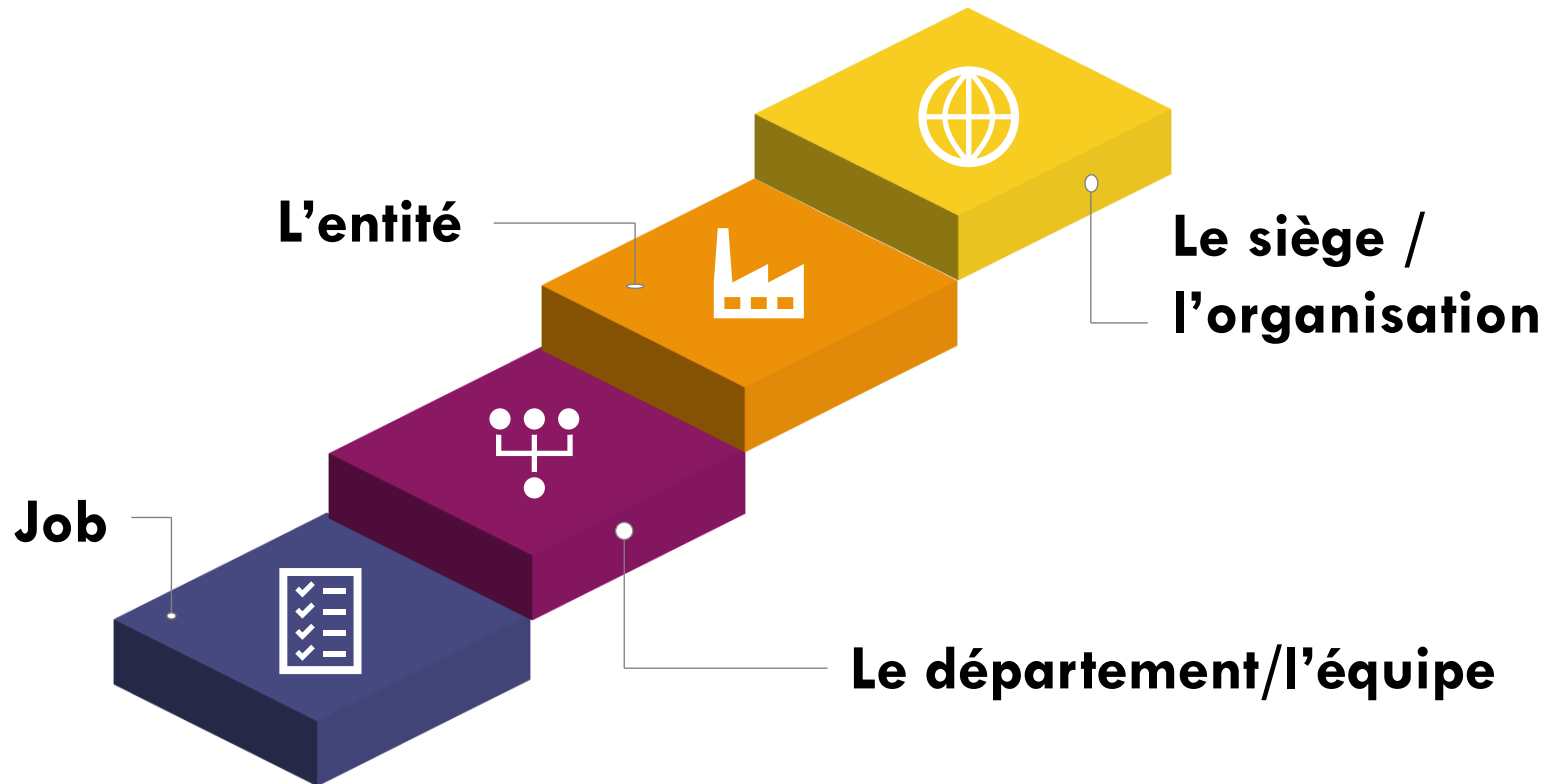 L’entité
Le siège /
l’organisation
Job
Le département/l’équipe